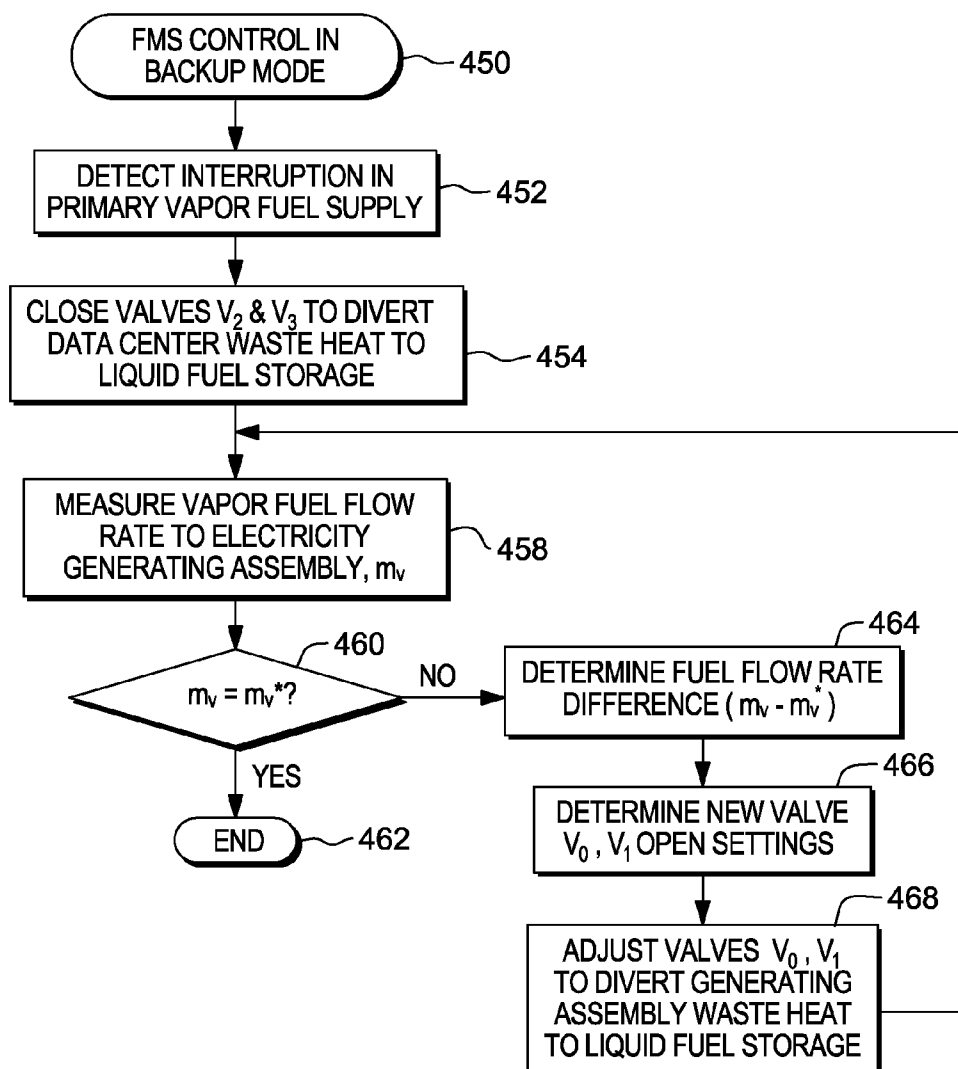 FMS CONTROL IN
BACKUP MODE
450
DETECT INTERRUPTION IN
PRIMARY VAPOR FUEL SUPPLY
452
CLOSE VALVES V2 & V3 TO DIVERT
DATA CENTER WASTE HEAT TO
LIQUID FUEL STORAGE
454
MEASURE VAPOR FUEL FLOW
RATE TO ELECTRICITY
GENERATING ASSEMBLY, mv
458
460
mv = mv*?
NO
YES
END
462
464
DETERMINE FUEL FLOW RATE
DIFFERENCE ( mv - mv* )
466
DETERMINE NEW VALVE
V0 , V1 OPEN SETTINGS
468
ADJUST VALVES V0 , V1
TO DIVERT GENERATING
ASSEMBLY WASTE HEAT
TO LIQUID FUEL STORAGE